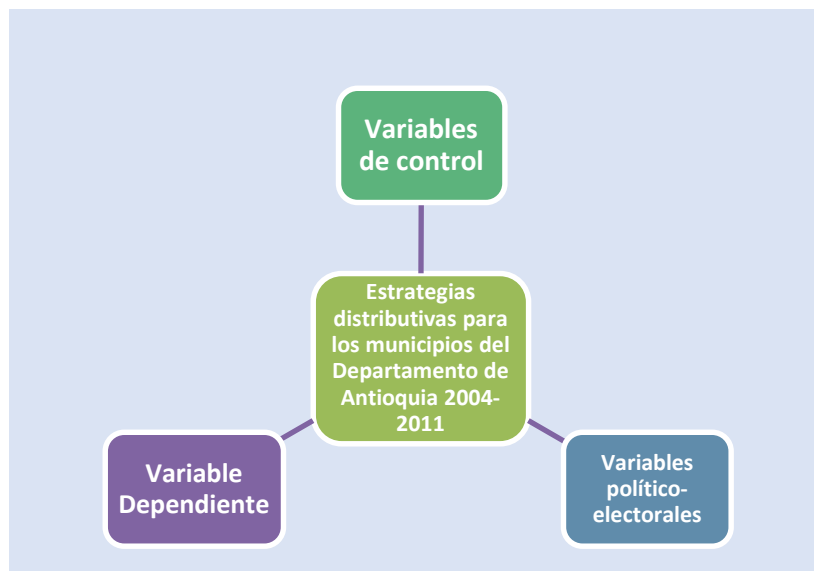 Variables
de control
Estrategias
distributivas para
los municipios del
Departamento de
Antioquia 2004-
2011
Variable
Dependiente
Variables
político-
electorales